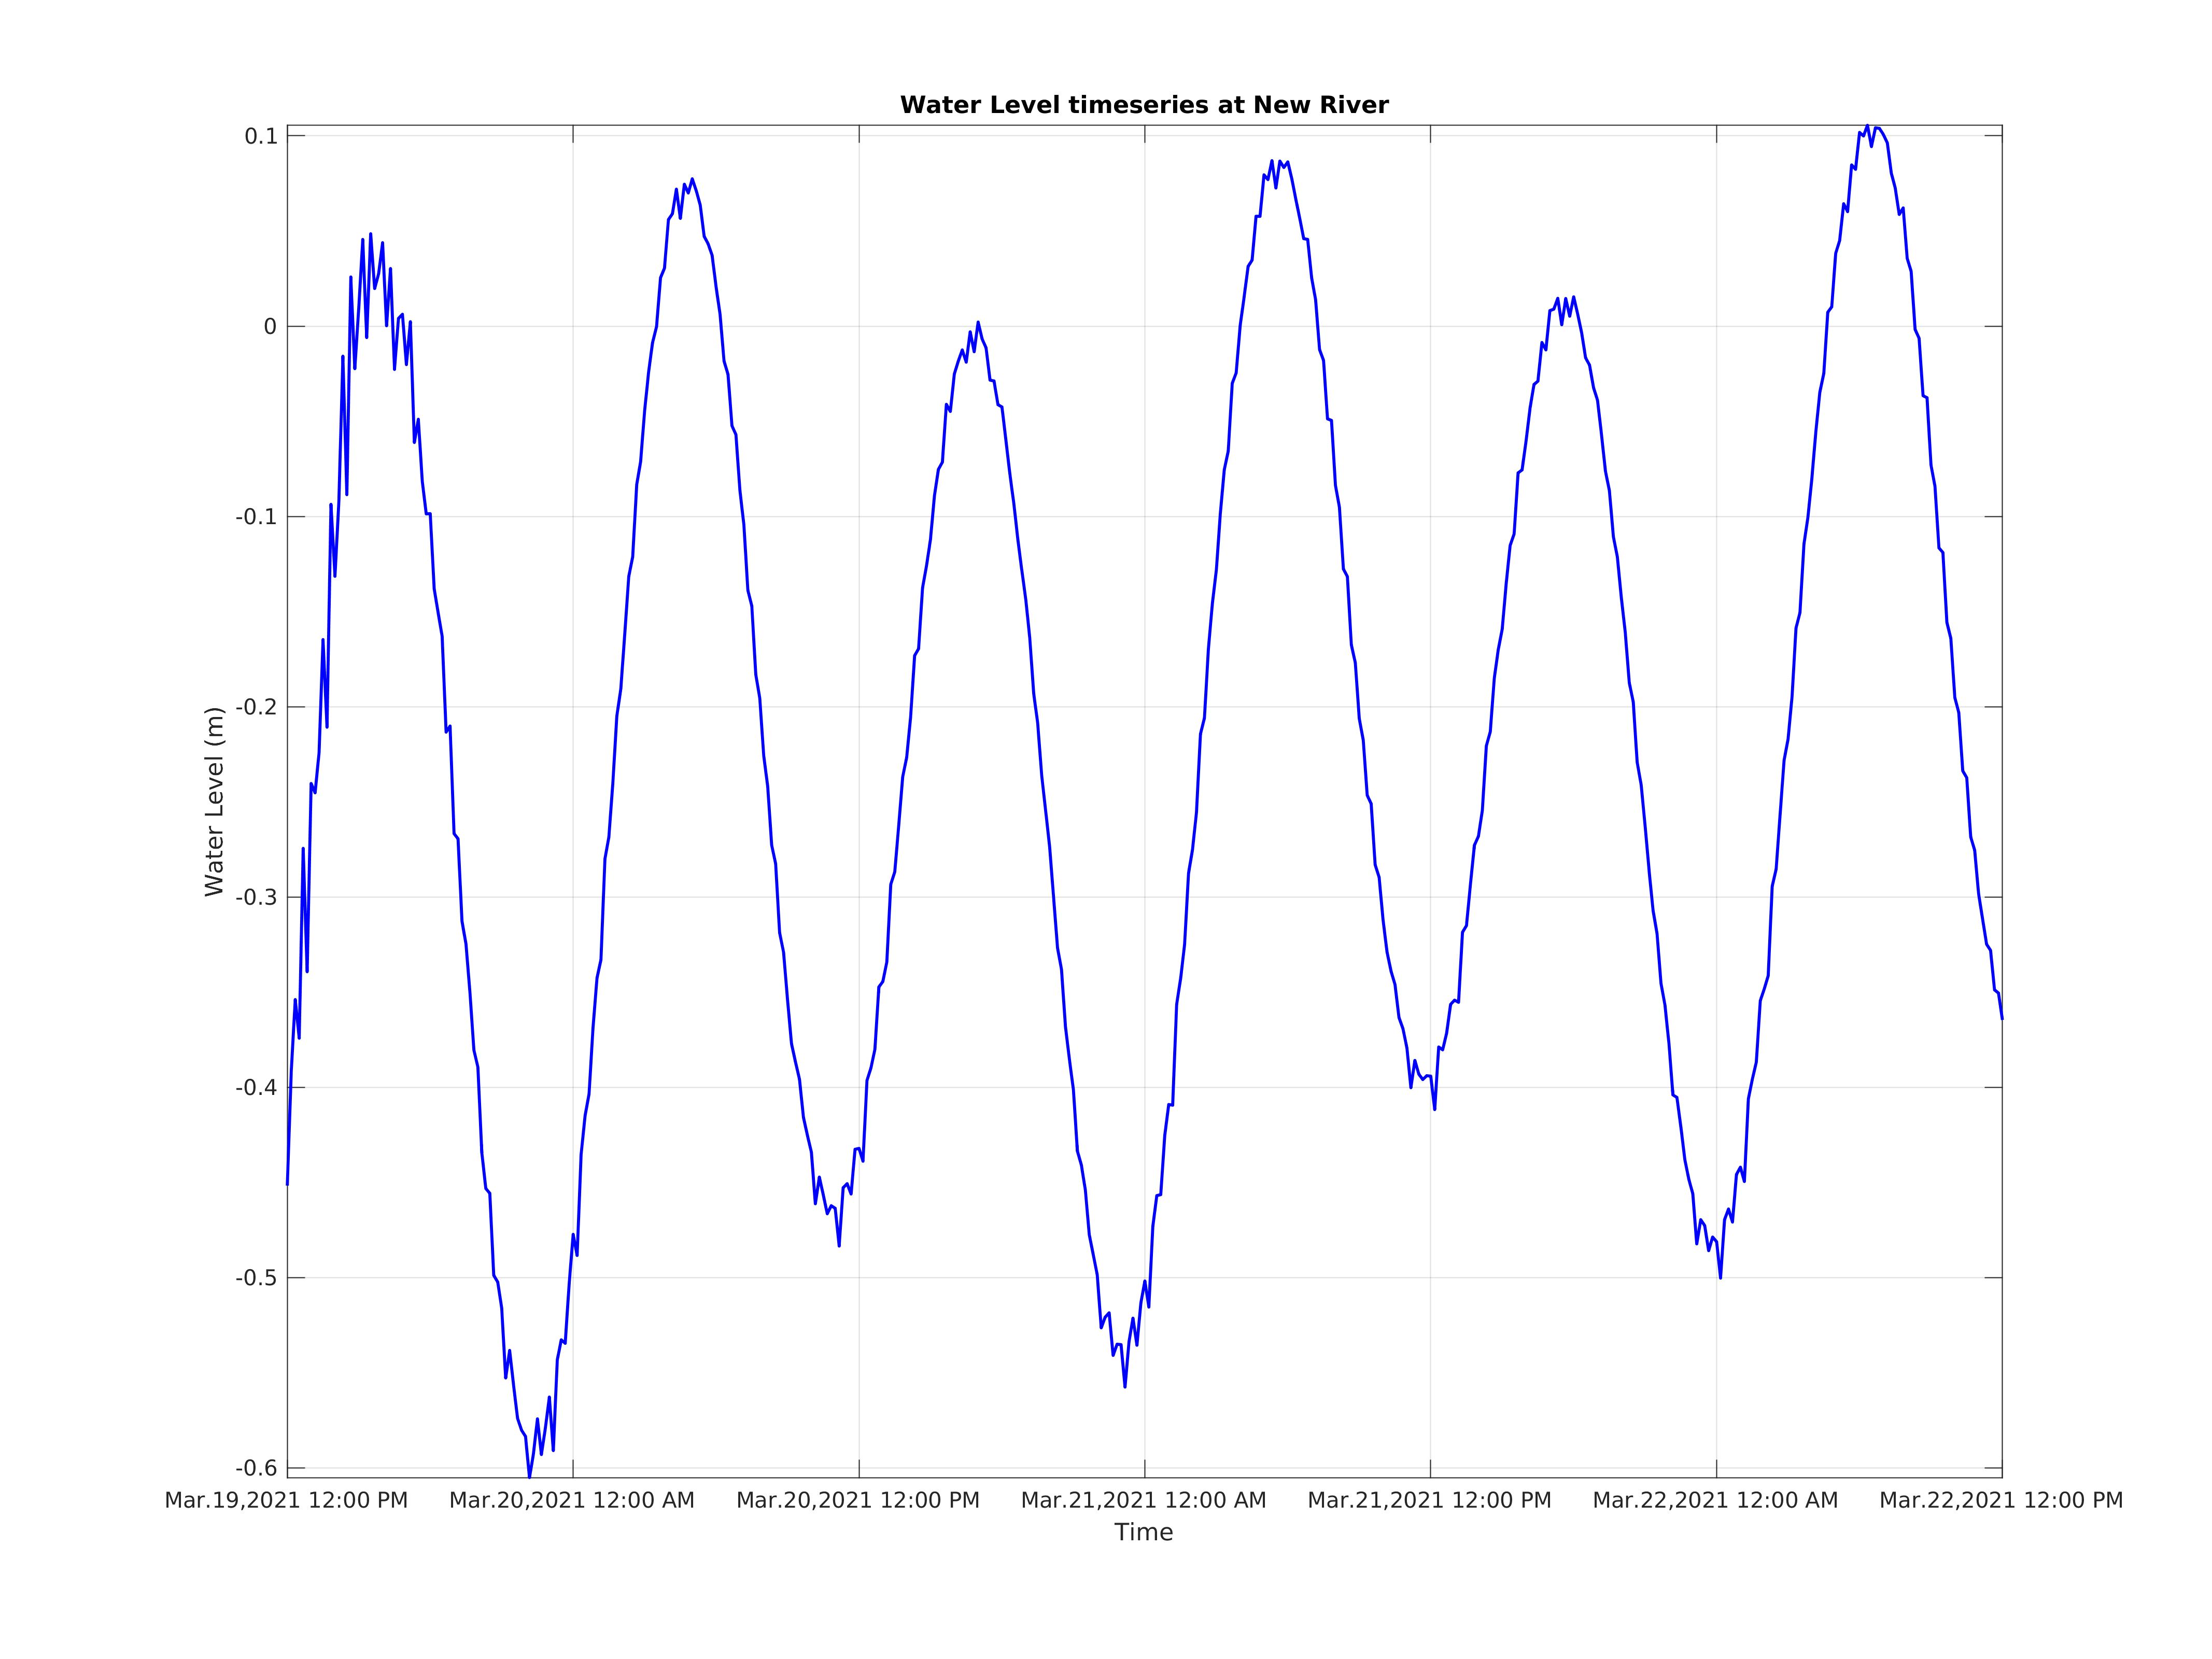 Water Level timeseries at New River
0.1
0
-0.1
-0.2
-0.3
-0.4
-0.5
-0.6
Water Level (m)
Mar.19,2021 12:00 PM Mar.20,2021 12:00 AM Mar.20,2021 12:00 PM Mar.21,2021 12:00 AM Mar.21,2021 12:00 PM Mar.22,2021 12:00 AM Mar.22,2021 12:00 PM
Time